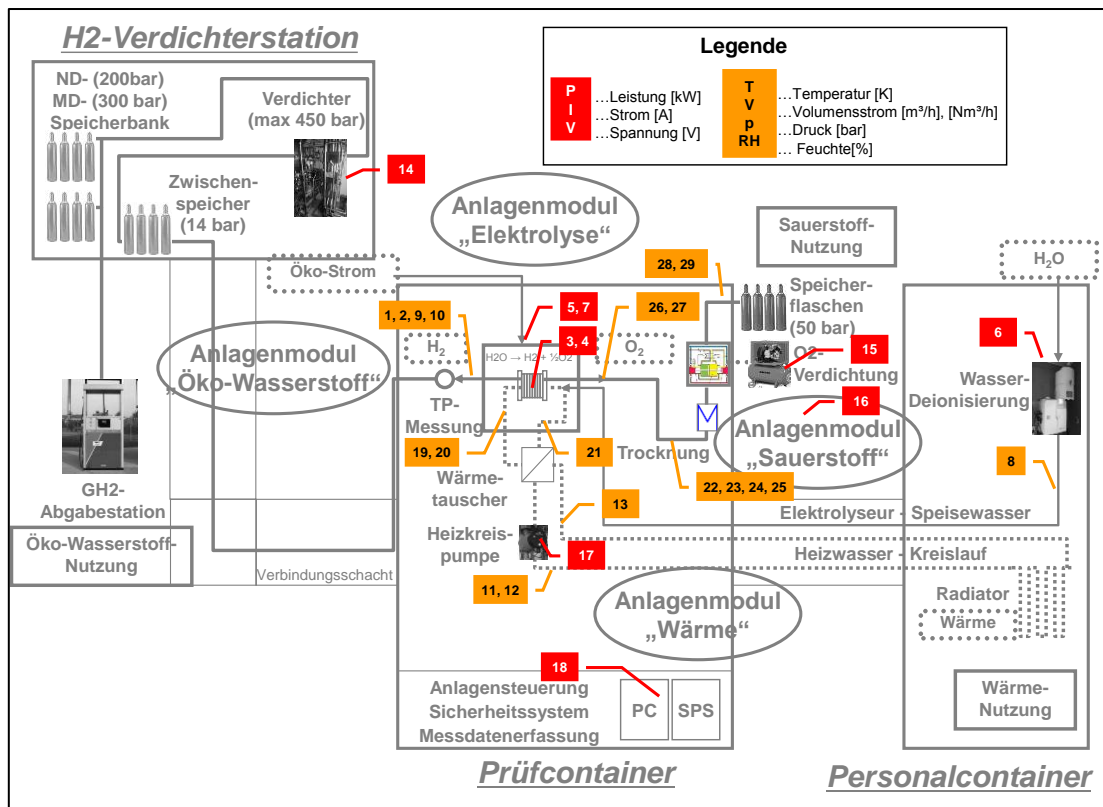 H2-Verdichterstation
ND- (200bar)
MD- (300 bar)
Speicherbank
Verdichter
(max 450 bar)
14
Zwischen-
speicher
(14 bar)
Legende
P
I
V
…Leistung [kW]
…Strom [A]
…Spannung [V]
T
V
p
RH
…Temperatur [K]
…Volumensstrom [m³/h], [Nm³/h]
…Druck [bar]
… Feuchte[%]
Anlagenmodul
„Elektrolyse“
Sauerstoff-
Nutzung
H₂O
Öko-Strom
28, 29
Speicher-
flaschen
(50 bar)
1, 2, 9, 10
5, 7
26, 27
6
H₂
3, 4
O₂
H2O → H2 + ½O2
15
O2-
Verdichtung
Anlagenmodul
„Öko-Wasserstoff“
Wasser-
Deionisierung
TP-
Messung
16
Anlagenmodul
„Sauerstoff“
19, 20
21
Trocknung
8
GH2-
Abgabestation
Wärme-
tauscher
22, 23, 24, 25
13
Elektrolyseur - Speisewasser
Öko-Wasserstoff-
Nutzung
Heizkreis-
pumpe
17
Heizwasser - Kreislauf
Verbindungsschacht
11, 12
Anlagenmodul
„Wärme“
Radiator
Wärme
18
Anlagensteuerung
Sicherheitssystem
Messdatenerfassung
PC
SPS
Wärme-
Nutzung
Prüfcontainer
Personalcontainer